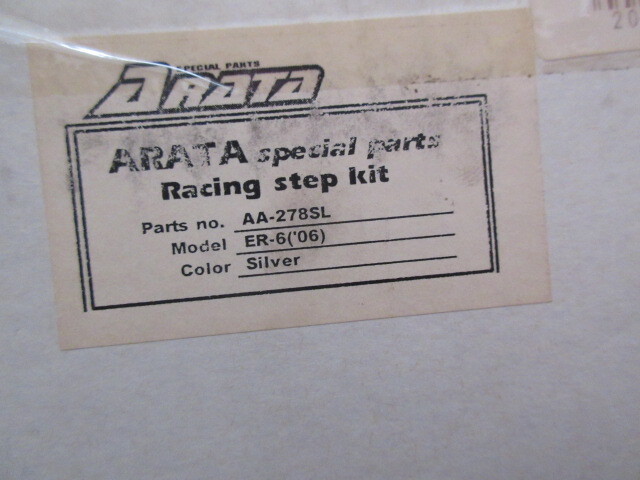 SPECIAL PARTS
ARATA
ARATA special parts
Racing step kit
Parts no. AA-278SL
Model ER-6('06)
Color Silver
20